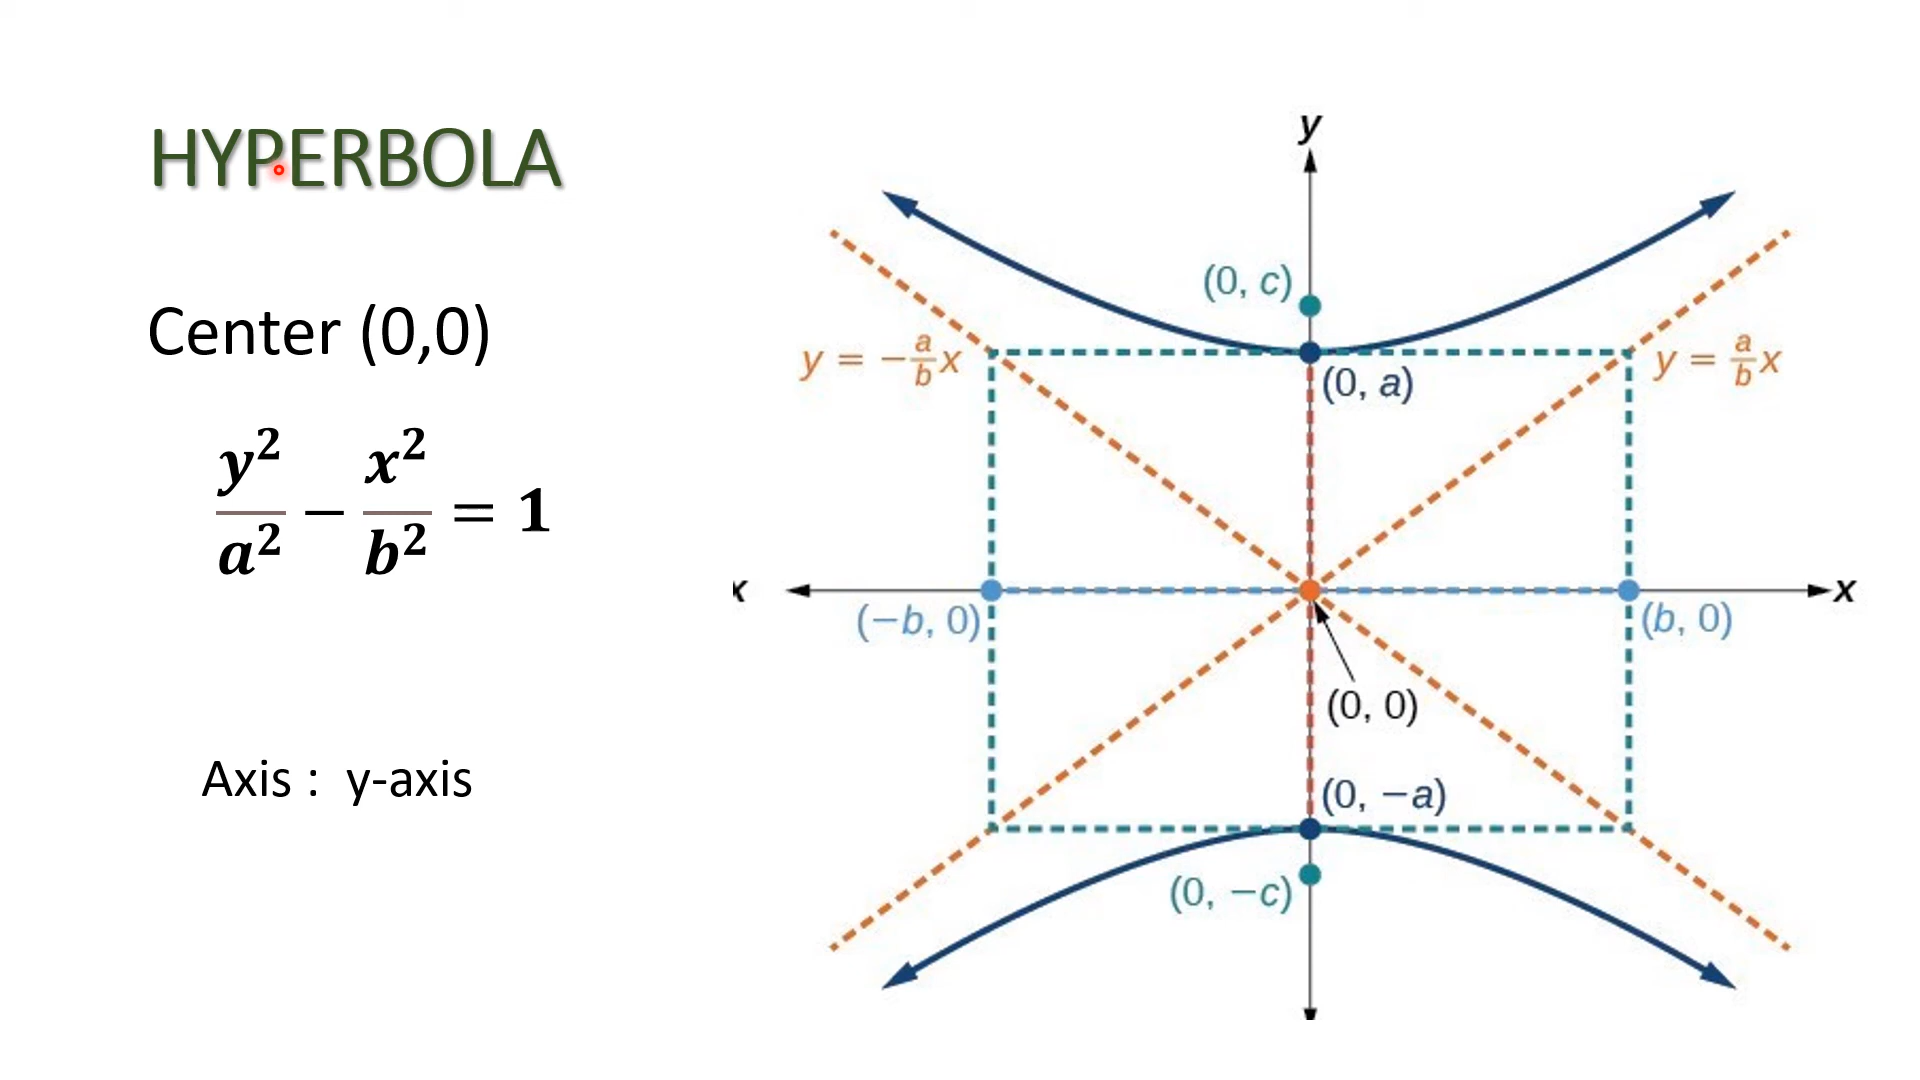 HYPERBOLA
Center (0,0)
y²/a² − x²/b² = 1
Axis : y-axis
y
(0, c)
y = −a/b x
y = a/b x
(0, a)
x
x
(−b, 0)
(b, 0)
(0, 0)
(0, −a)
(0, −c)